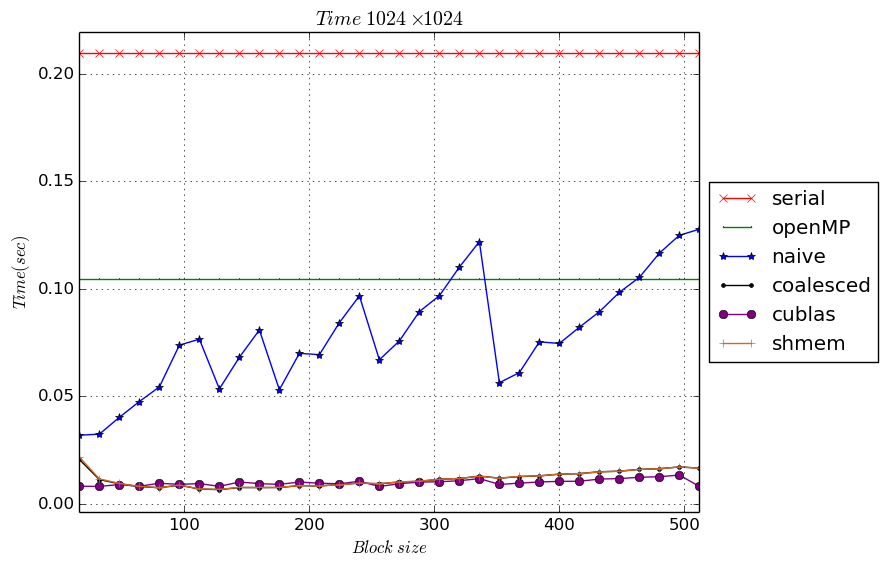 Time 1024 ×1024
0.20
0.15
0.10
0.05
0.00
Time(sec)
100 200 300 400 500
Block size
serial
openMP
naive
coalesced
cublas
shmem